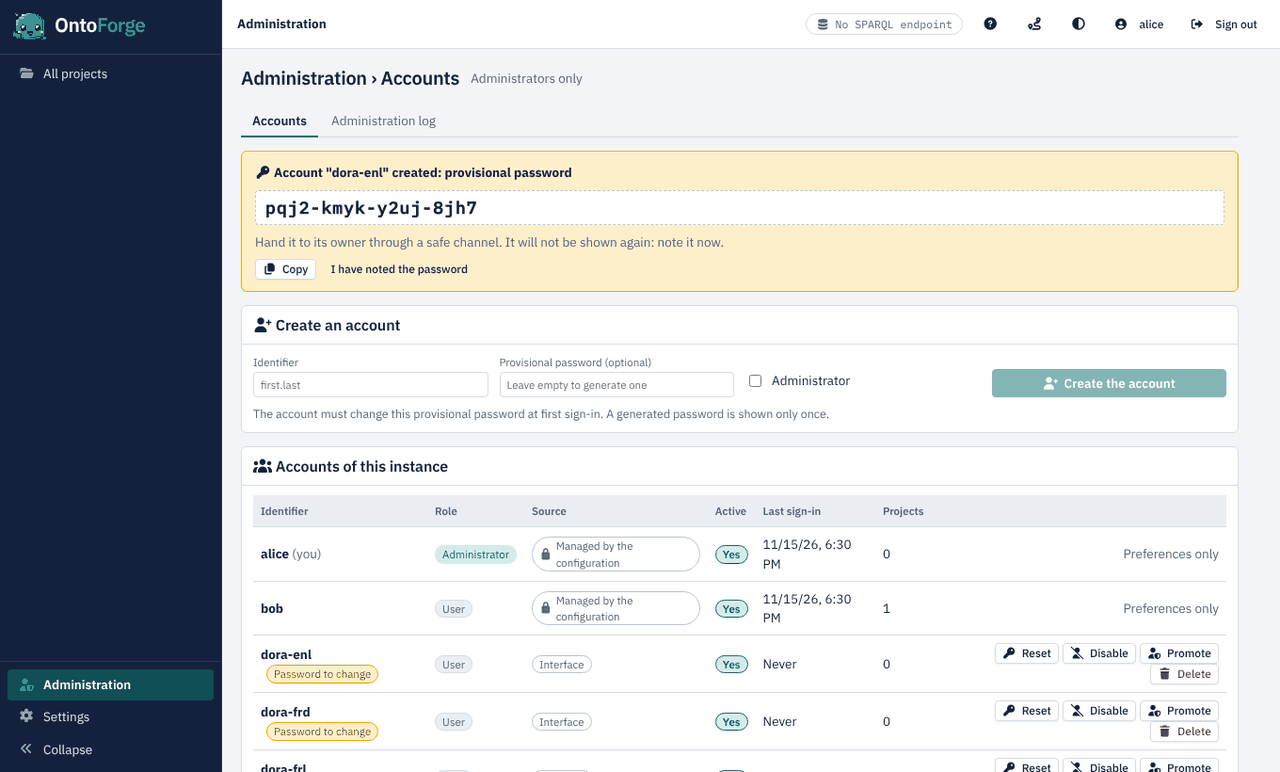 OntoForge
Administration
No SPARQL endpoint
alice
Sign out
All projects
Administration › Accounts
Administrators only
Accounts
Administration log
Account "dora-enl" created: provisional password
pqj2-kmyk-y2uj-8jh7
Hand it to its owner through a safe channel. It will not be shown again: note it now.
Copy
I have noted the password
Create an account
Identifier
Provisional password (optional)
first.last
Leave empty to generate one
Administrator
Create the account
The account must change this provisional password at first sign-in. A generated password is shown only once.
Accounts of this instance
Identifier Role Source Active Last sign-in Projects
alice (you) Administrator Managed by the configuration Yes 11/15/26, 6:30 PM 0 Preferences only
bob User Managed by the configuration Yes 11/15/26, 6:30 PM 1 Preferences only
dora-enl Password to change User Interface Yes Never 0 Reset Disable Promote Delete
dora-frd Password to change User Interface Yes Never 0 Reset Disable Promote Delete
dora-frl Reset Disable Promote
Administration
Settings
Collapse